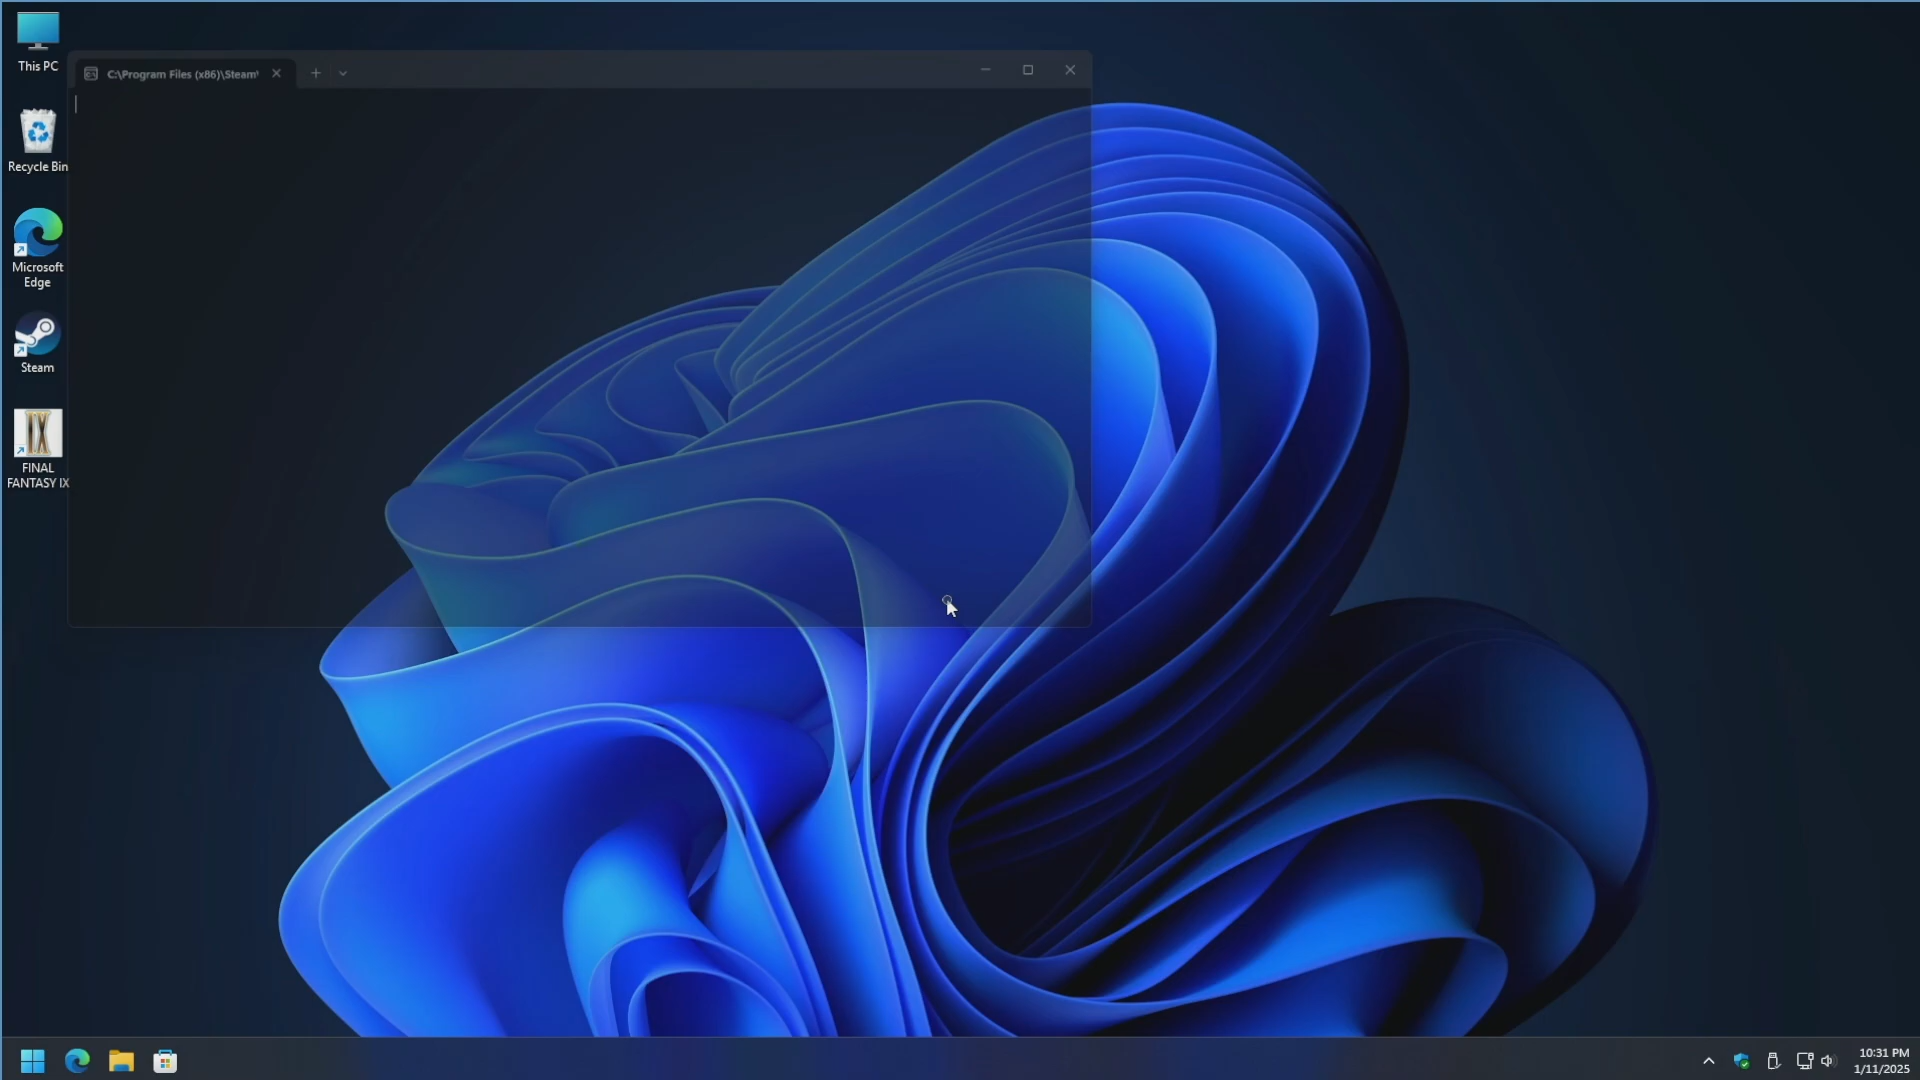 This PC
C:\Program Files (x86)\Steam\
Recycle Bin
Microsoft
Edge
Steam
IX
FINAL
FANTASY IX
10:31 PM
1/11/2025